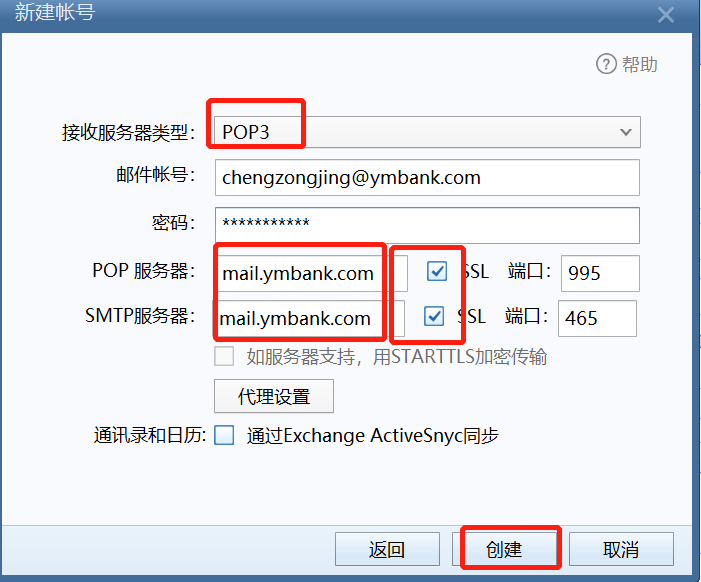 新建帐号
帮助
接收服务器类型： POP3
邮件帐号： chengzongjing@ymbank.com
密码： ***********
POP 服务器： mail.ymbank.com SSL 端口： 995
SMTP服务器： mail.ymbank.com SSL 端口： 465
如服务器支持，用STARTTLS加密传输
代理设置
通讯录和日历: 通过Exchange ActiveSnyc同步
返回 创建 取消